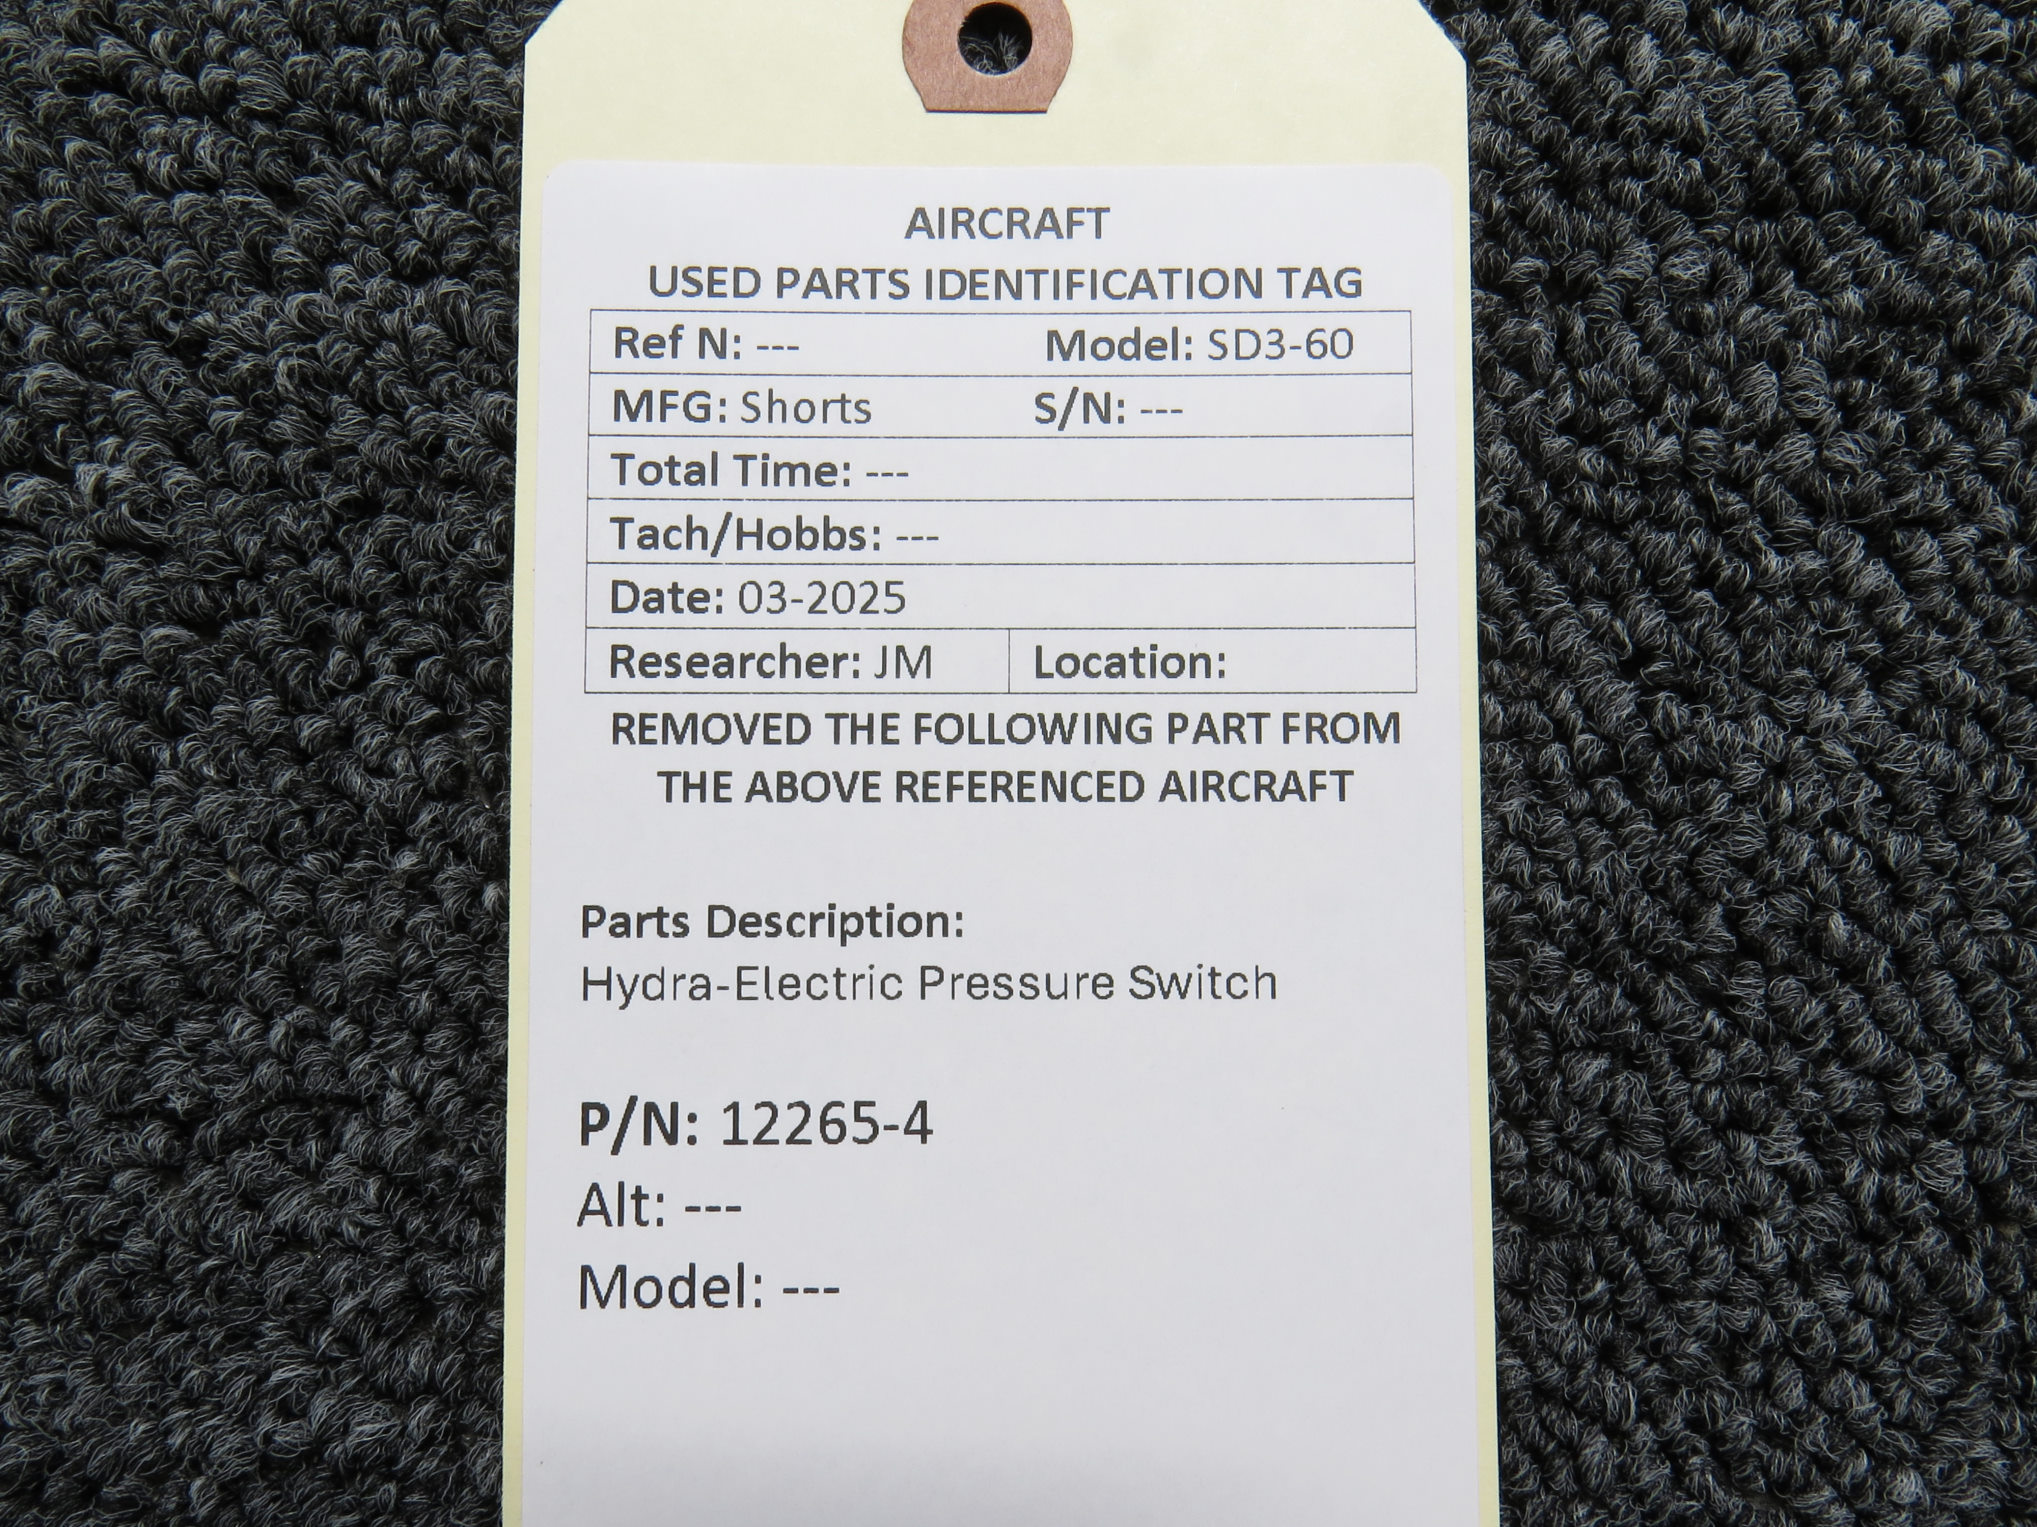 AIRCRAFT
USED PARTS IDENTIFICATION TAG
Ref N: --- Model: SD3-60
MFG: Shorts S/N: ---
Total Time: ---
Tach/Hobbs: ---
Date: 03-2025
Researcher: JM Location:
REMOVED THE FOLLOWING PART FROM
THE ABOVE REFERENCED AIRCRAFT
Parts Description:
Hydra-Electric Pressure Switch
P/N: 12265-4
Alt: ---
Model: ---